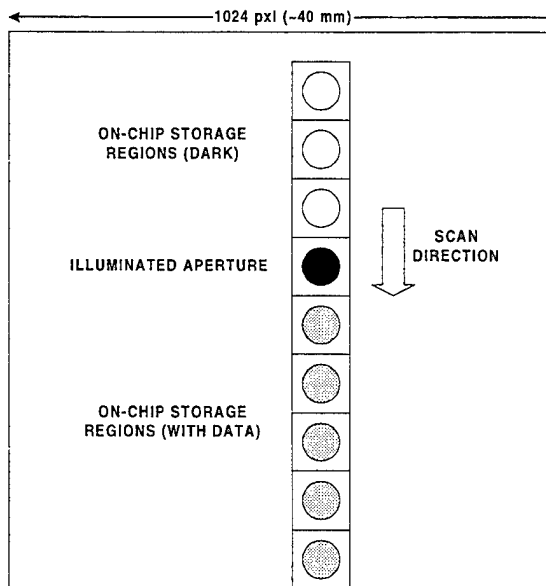 1024 pxl (~40 mm)
ON-CHIP STORAGE
REGIONS (DARK)
SCAN
DIRECTION
ILLUMINATED APERTURE
ON-CHIP STORAGE
REGIONS (WITH DATA)